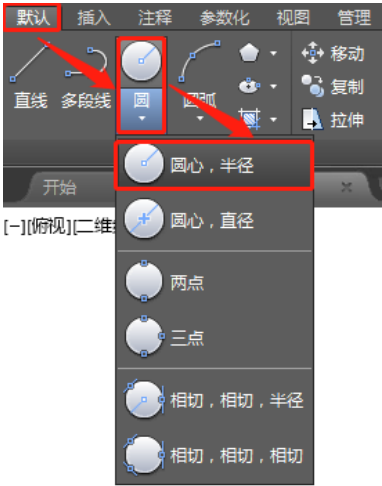 默认 插入 注释 参数化 视图 管理
直线 多段线 圆 圆弧 移动
复制
拉伸
圆心，半径
开始
圆心，直径
[−][俯视][二维
两点
三点
相切，相切，半径
相切，相切，相切